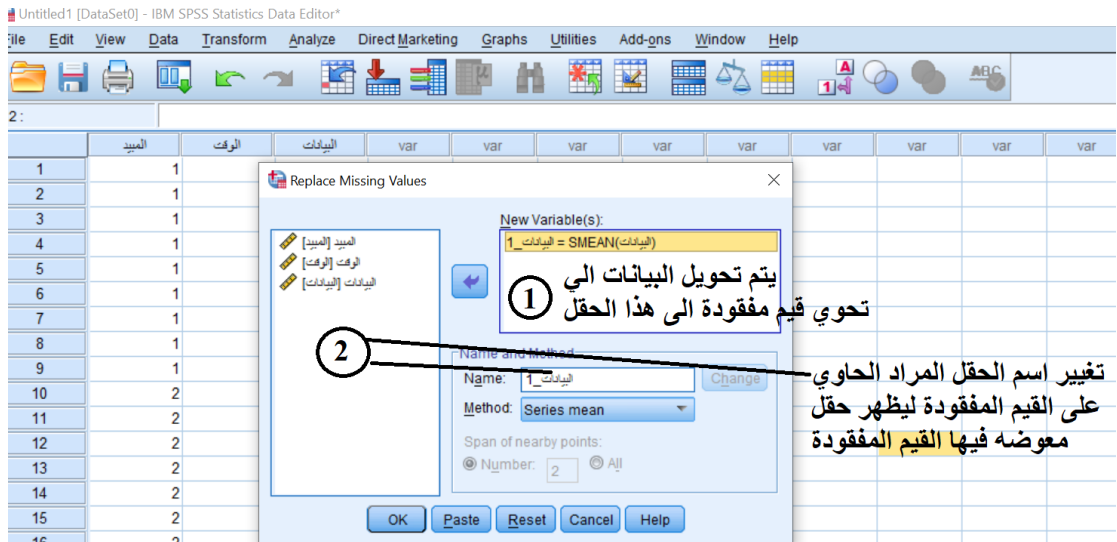 Untitled1 [DataSet0] - IBM SPSS Statistics Data Editor*
File Edit View Data Transform Analyze Direct Marketing Graphs Utilities Add-ons Window Help
2 :
المبيد الوقت البيانات var var var var var var var var var
1 1
2 1
3 1
4 1
5 1
6 1
7 1
8 1
9 1
10 2
11 2
12 2
13 2
14 2
15 2
16 2
Replace Missing Values
المبيد [المبيد]
الوقت [الوقت]
البيانات [البيانات]
New Variable(s):
البيانات_1 = SMEAN(البيانات)
1
يتم تحويل البيانات الي
تحوي قيم مفقودة الى هذا الحقل
2
Name and Method
Name: البيانات_1 Change
Method: Series mean
Span of nearby points:
Number: 2 All
تغيير اسم الحقل المراد الحاوي
على القيم المفقودة ليظهر حقل
معوضه فيها القيم المفقودة
OK Paste Reset Cancel Help